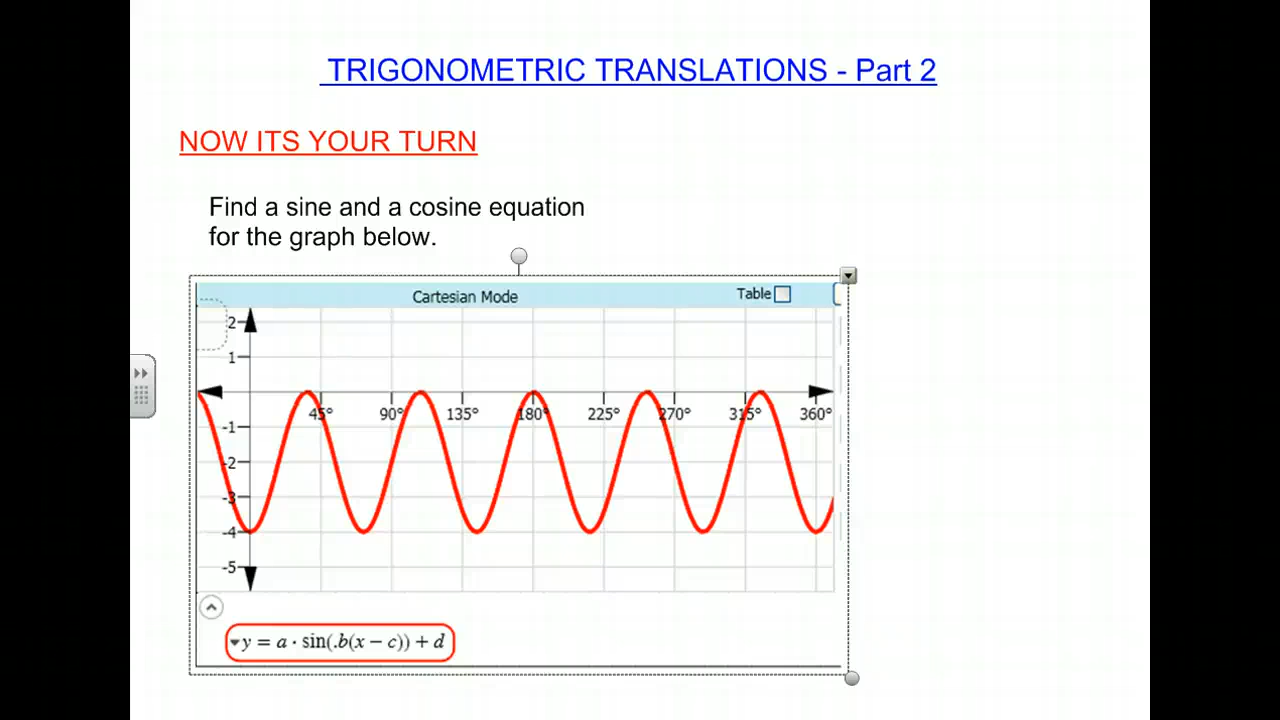 TRIGONOMETRIC TRANSLATIONS - Part 2
NOW ITS YOUR TURN
Find a sine and a cosine equation
for the graph below.
Cartesian Mode Table
2
1
45° 90° 135° 180° 225° 270° 315° 360°
-1
-2
-3
-4
-5
y = a · sin(.b(x − c)) + d